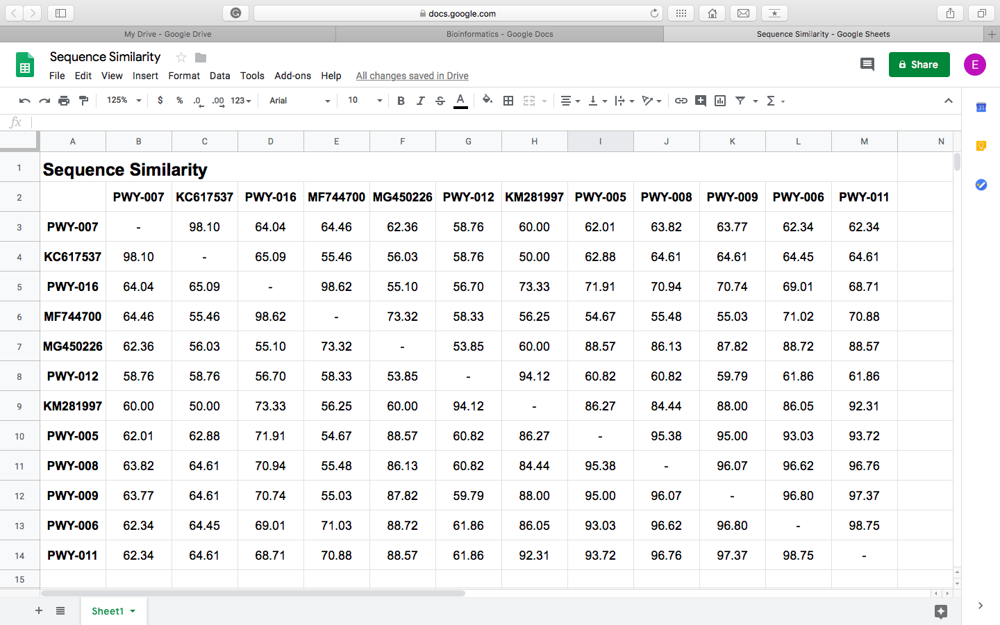 docs.google.com
My Drive - Google Drive
Bioinformatics - Google Docs
Sequence Similarity - Google Sheets
Sequence Similarity
Share
E
File Edit View Insert Format Data Tools Add-ons Help All changes saved in Drive
125% $ % .0 .00 123 Arial 10 B I S A Σ
31
fx
A B C D E F G H I J K L M N
1 Sequence Similarity
2 PWY-007 KC617537 PWY-016 MF744700 MG450226 PWY-012 KM281997 PWY-005 PWY-008 PWY-009 PWY-006 PWY-011
3 PWY-007 - 98.10 64.04 64.46 62.36 58.76 60.00 62.01 63.82 63.77 62.34 62.34
4 KC617537 98.10 - 65.09 55.46 56.03 58.76 50.00 62.88 64.61 64.61 64.45 64.61
5 PWY-016 64.04 65.09 - 98.62 55.10 56.70 73.33 71.91 70.94 70.74 69.01 68.71
6 MF744700 64.46 55.46 98.62 - 73.32 58.33 56.25 54.67 55.48 55.03 71.02 70.88
7 MG450226 62.36 56.03 55.10 73.32 - 53.85 60.00 88.57 86.13 87.82 88.72 88.57
8 PWY-012 58.76 58.76 56.70 58.33 53.85 - 94.12 60.82 60.82 59.79 61.86 61.86
9 KM281997 60.00 50.00 73.33 56.25 60.00 94.12 - 86.27 84.44 88.00 86.05 92.31
10 PWY-005 62.01 62.88 71.91 54.67 88.57 60.82 86.27 - 95.38 95.00 93.03 93.72
11 PWY-008 63.82 64.61 70.94 55.48 86.13 60.82 84.44 95.38 - 96.07 96.62 96.76
12 PWY-009 63.77 64.61 70.74 55.03 87.82 59.79 88.00 95.00 96.07 - 96.80 97.37
13 PWY-006 62.34 64.45 69.01 71.03 88.72 61.86 86.05 93.03 96.62 96.80 - 98.75
14 PWY-011 62.34 64.61 68.71 70.88 88.57 61.86 92.31 93.72 96.76 97.37 98.75 -
15
Sheet1